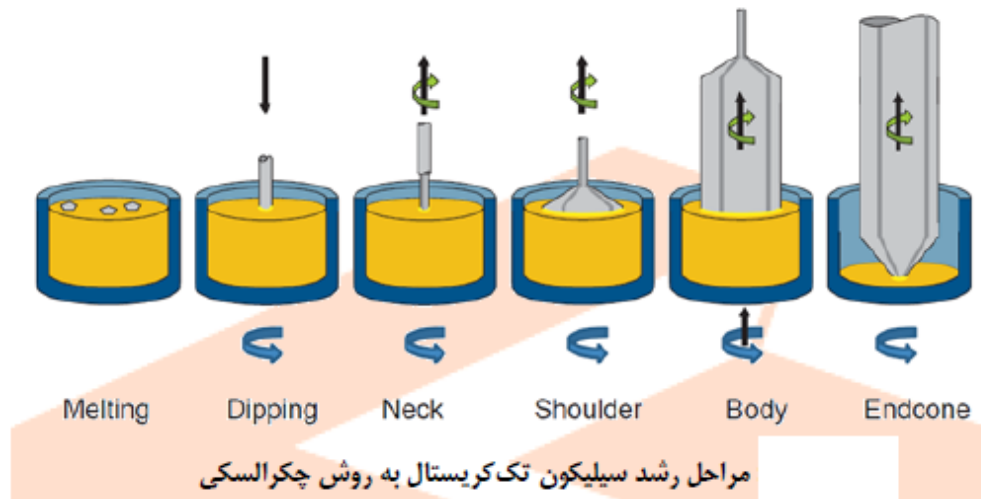 Melting Dipping Neck Shoulder Body Endcone
مراحل رشد سیلیکون تک‌کریستال به روش چکرالسکی